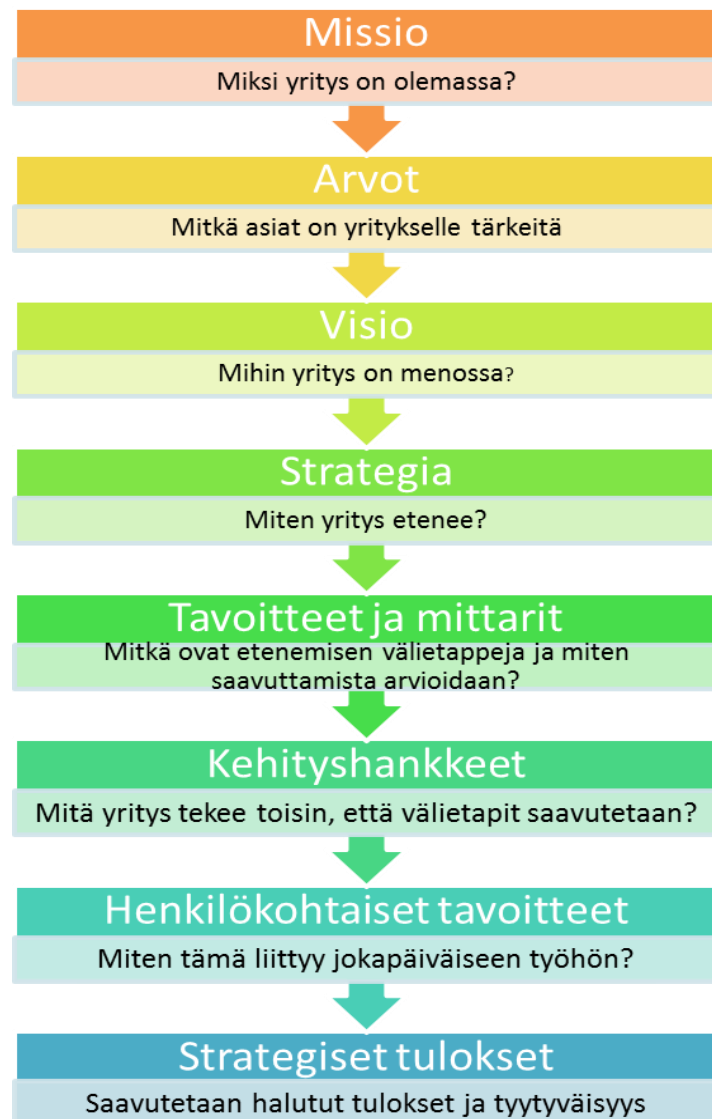 Missio
Miksi yritys on olemassa?
Arvot
Mitkä asiat on yritykselle tärkeitä
Visio
Mihin yritys on menossa?
Strategia
Miten yritys etenee?
Tavoitteet ja mittarit
Mitkä ovat etenemisen välietappeja ja miten
saavuttamista arvioidaan?
Kehityshankkeet
Mitä yritys tekee toisin, että välietapit saavutetaan?
Henkilökohtaiset tavoitteet
Miten tämä liittyy jokapäiväiseen työhön?
Strategiset tulokset
Saavutetaan halutut tulokset ja tyytyväisyys